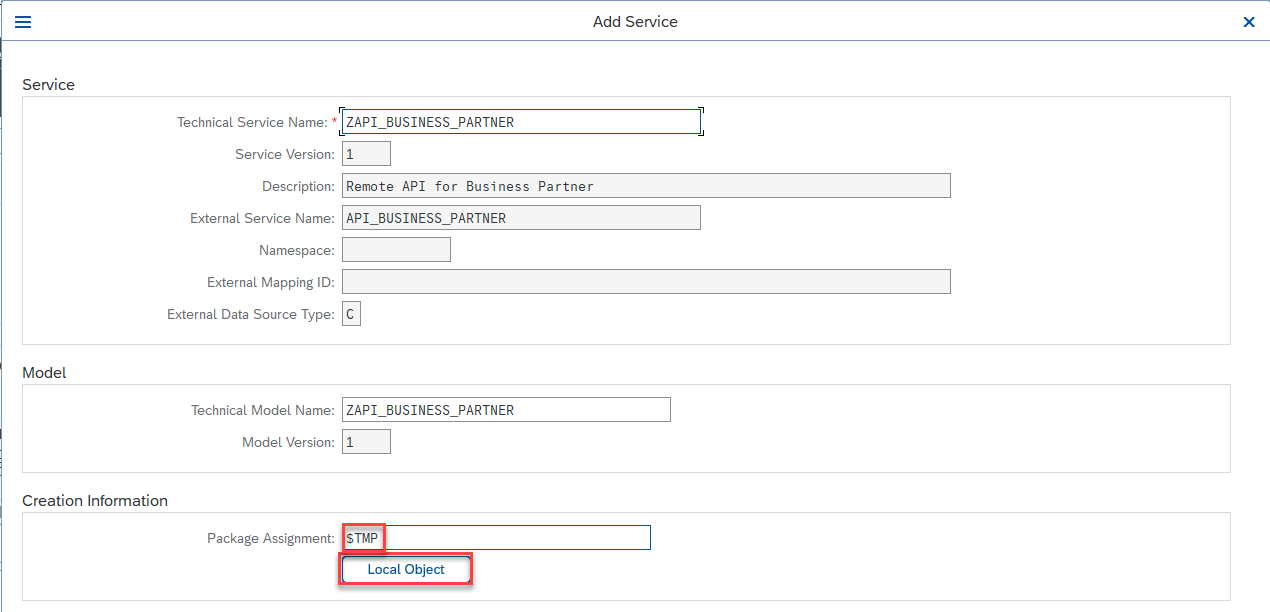 Add Service
Service
Technical Service Name: * ZAPI_BUSINESS_PARTNER
Service Version: 1
Description: Remote API for Business Partner
External Service Name: API_BUSINESS_PARTNER
Namespace:
External Mapping ID:
External Data Source Type: C
Model
Technical Model Name: ZAPI_BUSINESS_PARTNER
Model Version: 1
Creation Information
Package Assignment: $TMP
Local Object